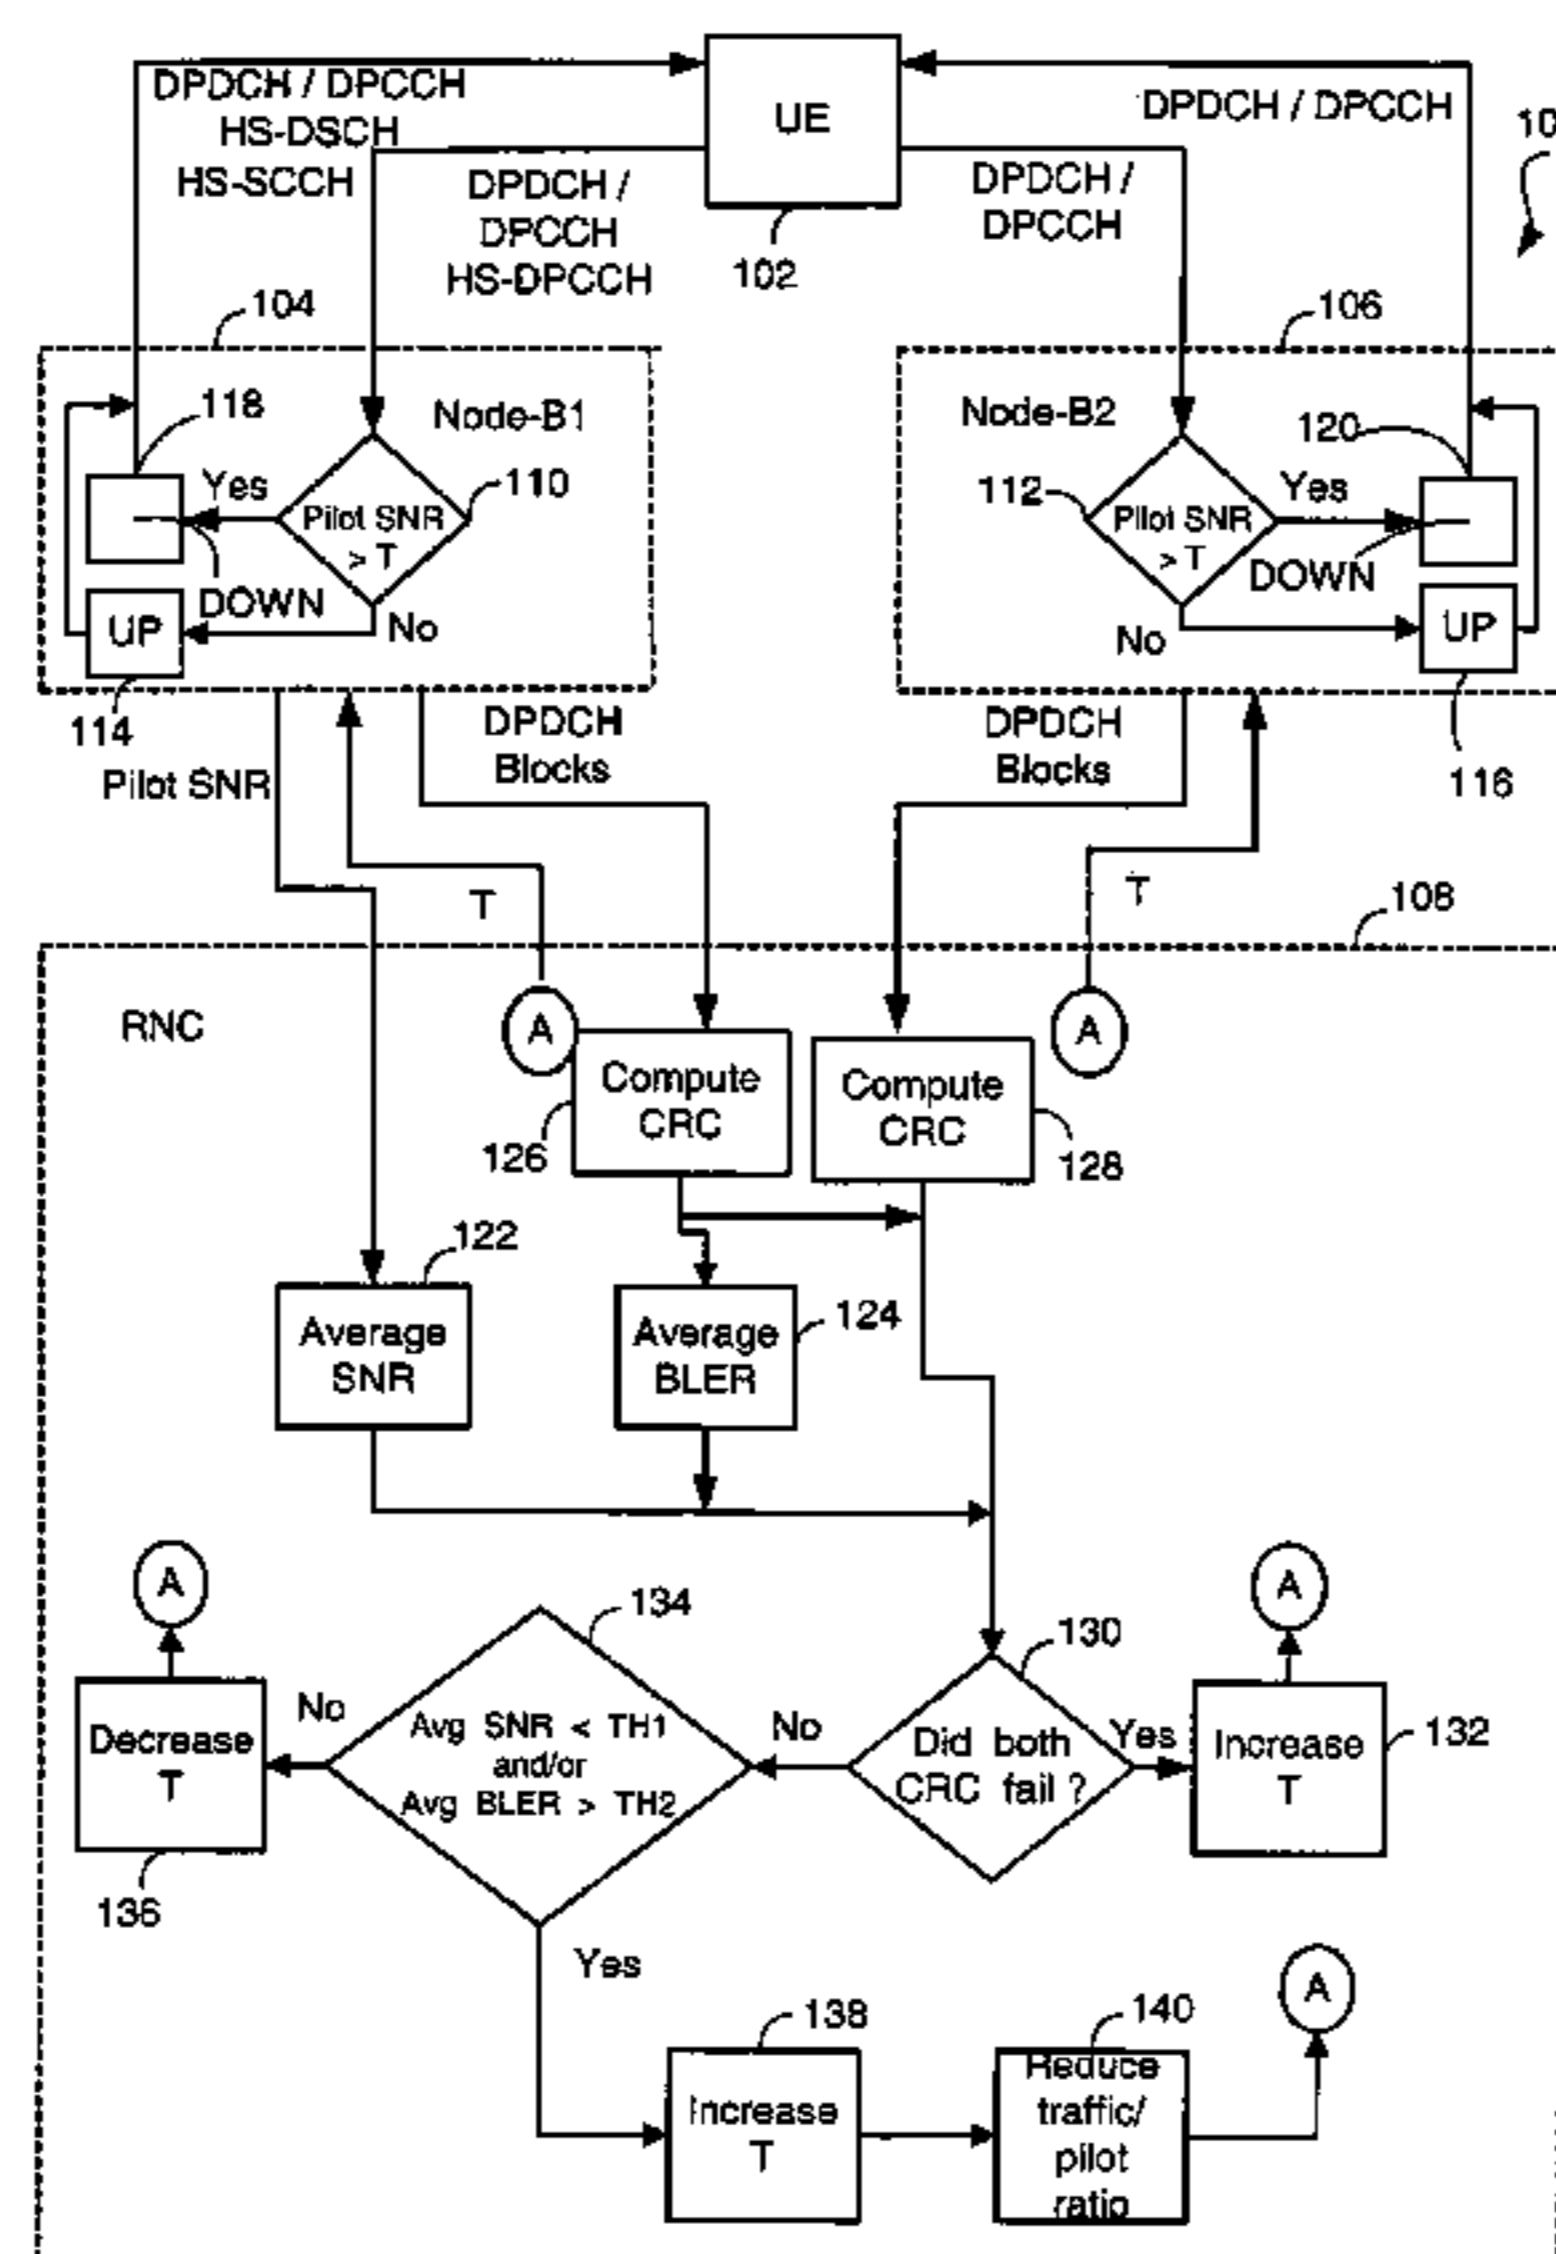 DPDCH / DPCCH
HS-DSCH
HS-SCCH
UE
DPDCH / DPCCH
DPDCH /
DPCCH
HS-DPCCH
102
DPDCH /
DPCCH
104
106
118
Node-B1
Yes
Pilot SNR
> T
110
DOWN
UP
No
114
Node-B2
120
112
Pilot SNR
> T
Yes
DOWN
No
UP
116
Pilot SNR
DPDCH
Blocks
DPDCH
Blocks
T
T
108
RNC
A
Compute
CRC
126
Compute
CRC
128
A
122
Average
SNR
Average
BLER
124
A
134
130
A
Decrease
T
No
Avg SNR < TH1
and/or
Avg BLER > TH2
No
Did both
CRC fail ?
Yes
Increase
T
132
136
Yes
138
Increase
T
140
Reduce
traffic/
pilot
ratio
A